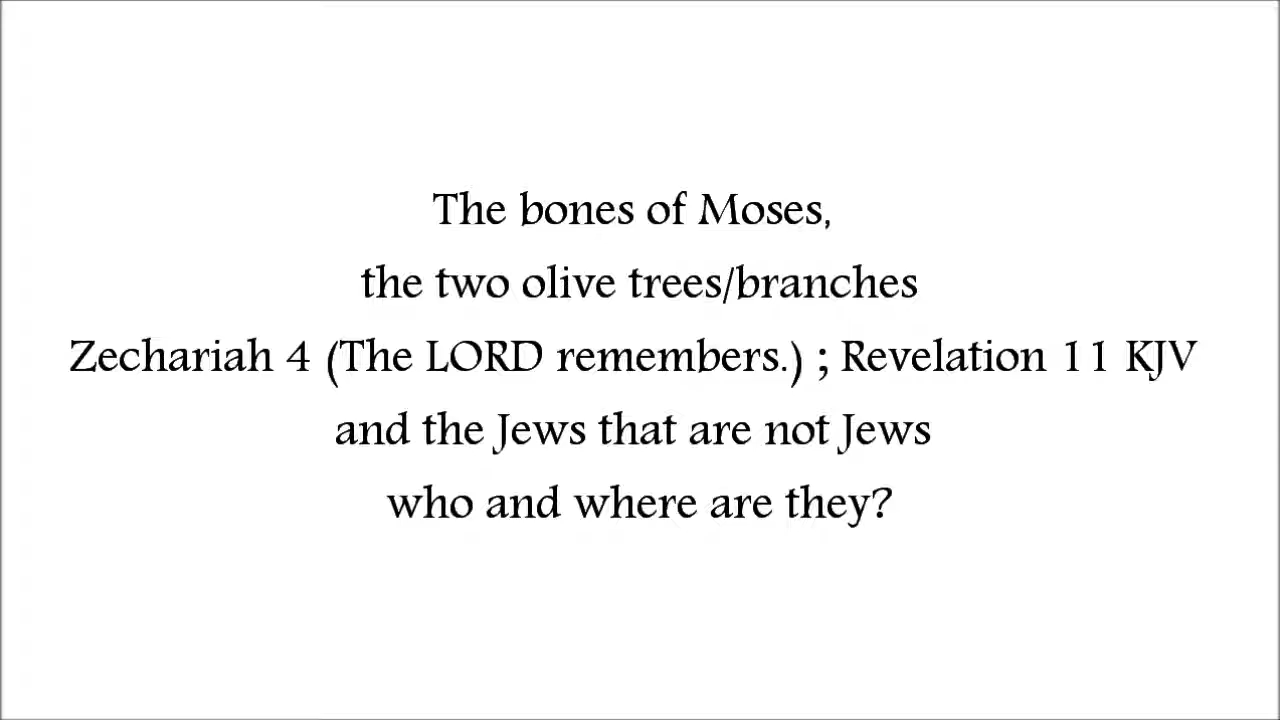 The bones of Moses,
the two olive trees/branches
Zechariah 4 (The LORD remembers.) ; Revelation 11 KJV
and the Jews that are not Jews
who and where are they?